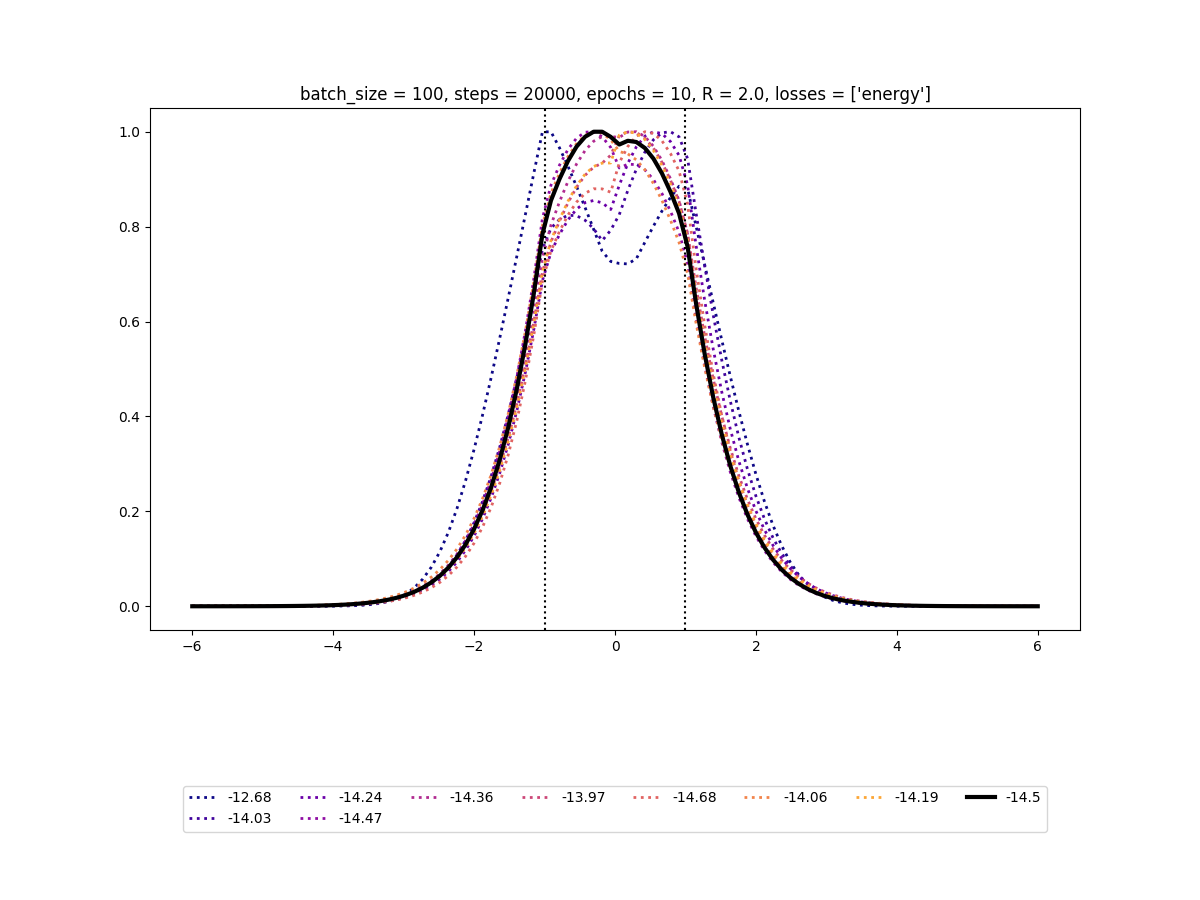 batch_size = 100, steps = 20000, epochs = 10, R = 2.0, losses = ['energy']
1.0
0.8
0.6
0.4
0.2
0.0
−6 −4 −2 0 2 4 6
-12.68 -14.24 -14.36 -13.97 -14.68 -14.06 -14.19 -14.5
-14.03 -14.47